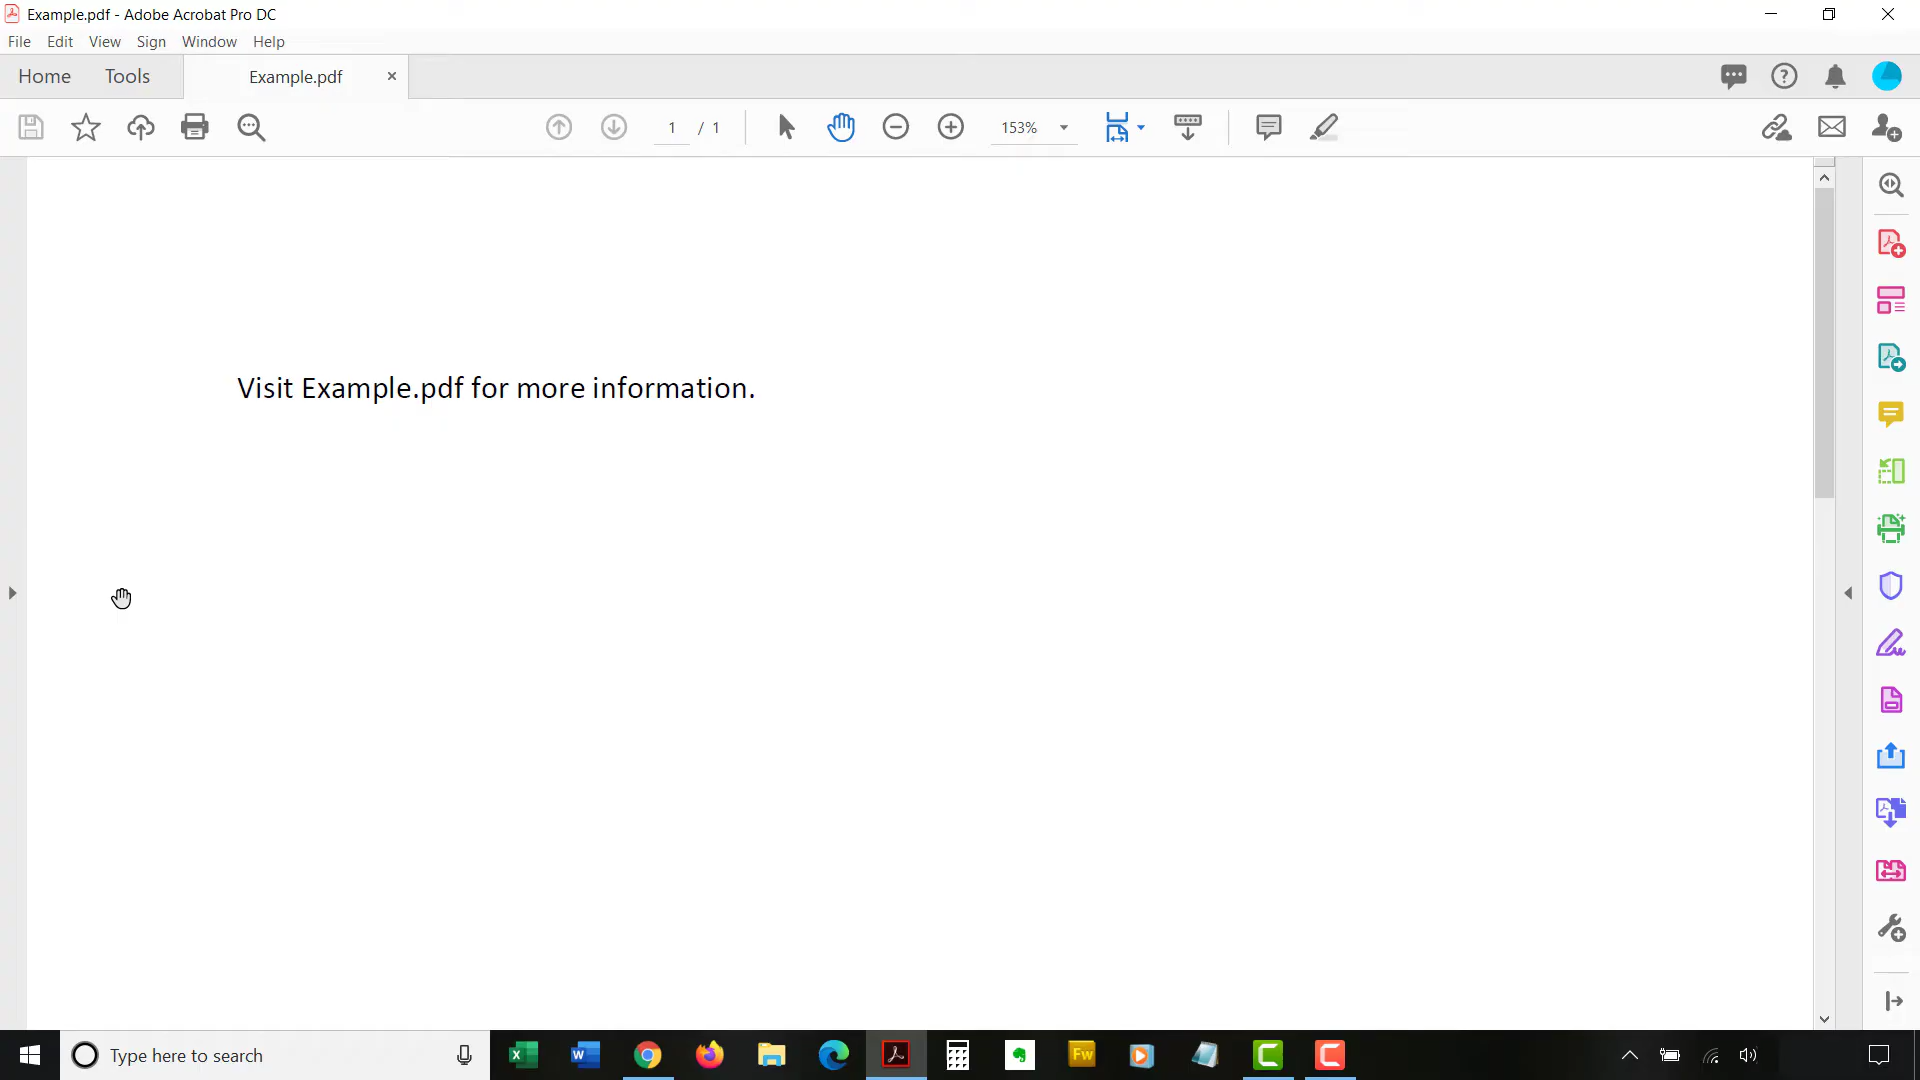 Example.pdf - Adobe Acrobat Pro DC
File Edit View Sign Window Help
Home Tools Example.pdf
1 / 1 153%
Visit Example.pdf for more information.
Type here to search
Fw